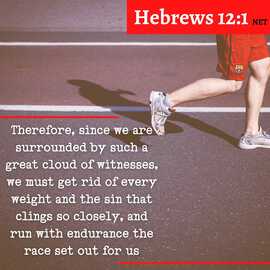 Hebrews 12:1 NET
Therefore, since we are
surrounded by such a
great cloud of witnesses,
we must get rid of every
weight and the sin that
clings so closely, and
run with endurance the
race set out for us